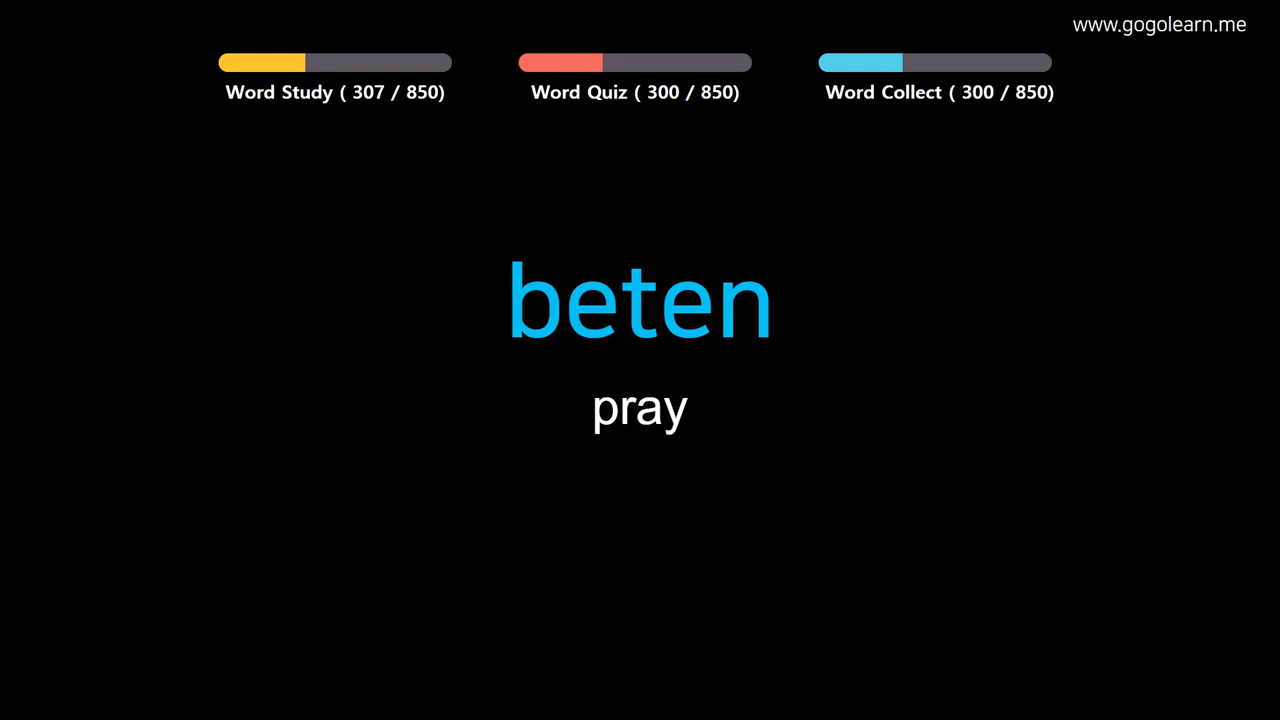 www.gogolearn.me
Word Study ( 307 / 850)
Word Quiz ( 300 / 850)
Word Collect ( 300 / 850)
beten
pray